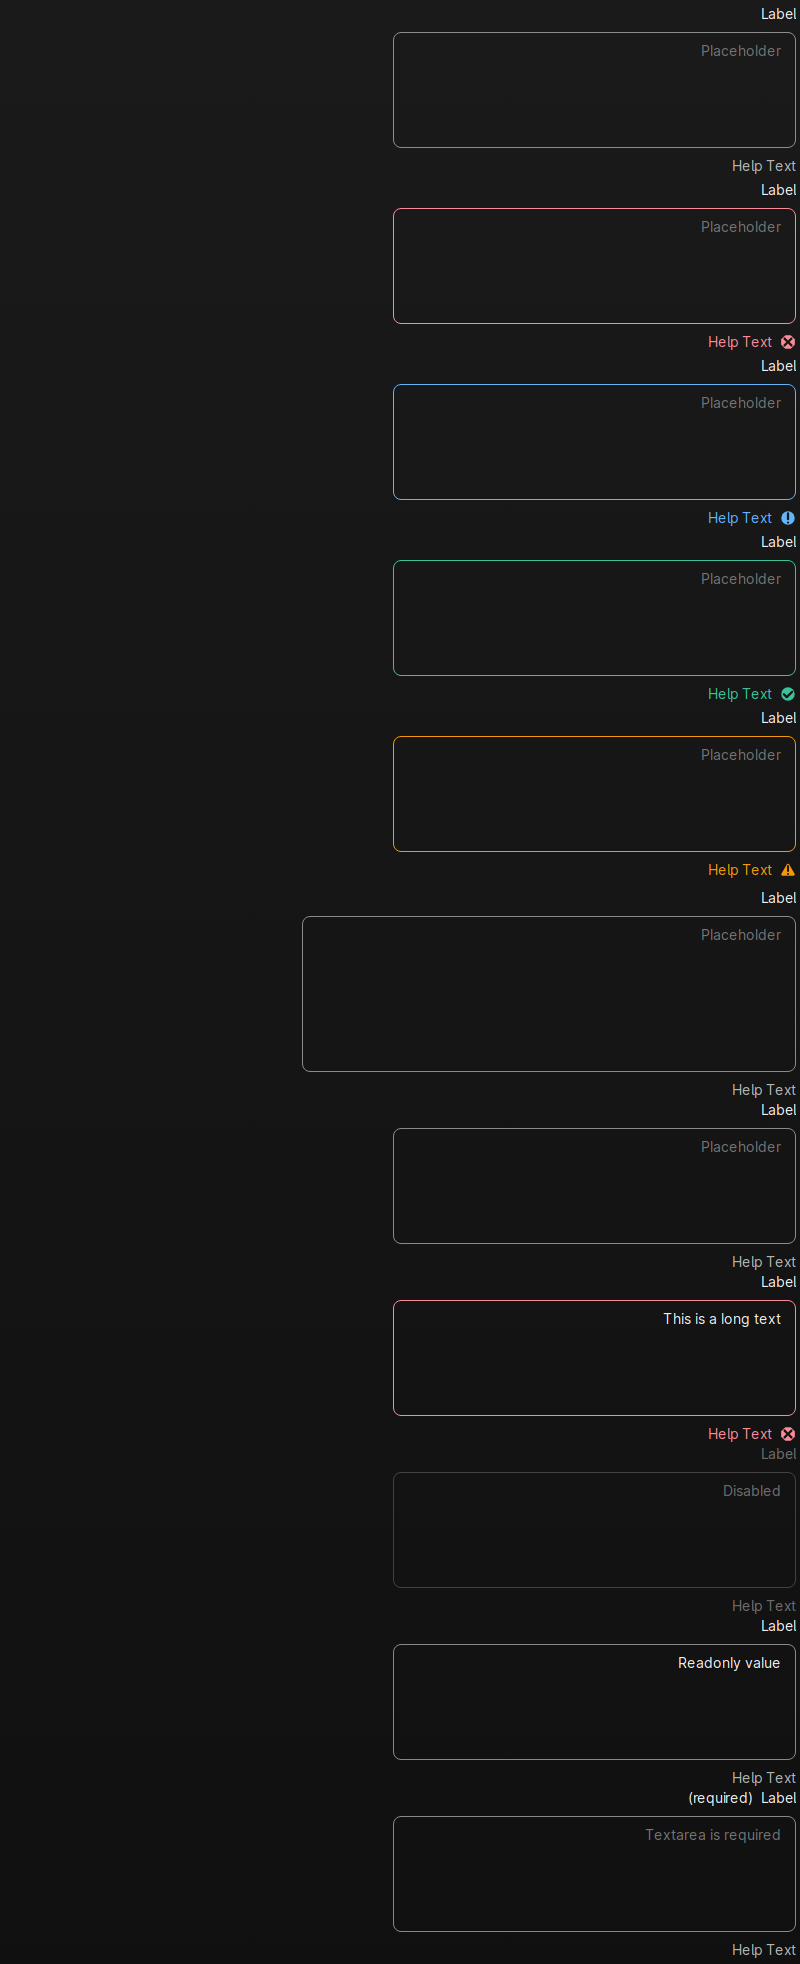 Label
Placeholder
Help Text
Label
Placeholder
Help Text
Label
Placeholder
Help Text
Label
Placeholder
Help Text
Label
Placeholder
Help Text
Label
Placeholder
Help Text
Label
Placeholder
Help Text
Label
This is a long text
Help Text
Label
Disabled
Help Text
Label
Readonly value
Help Text
(required) Label
Textarea is required
Help Text